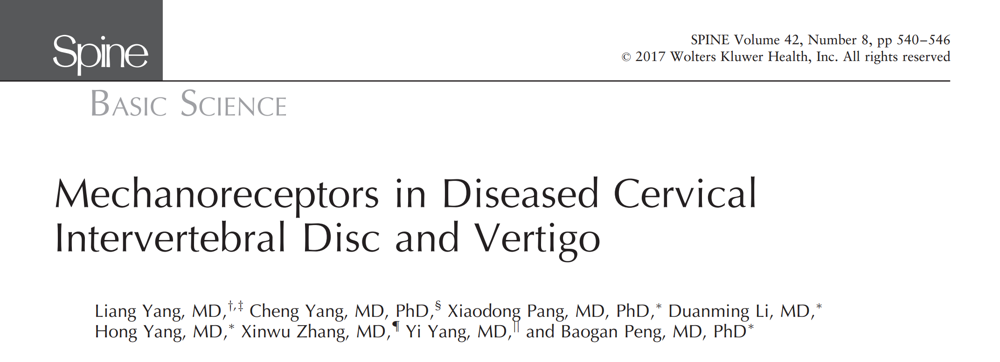 Spine
SPINE Volume 42, Number 8, pp 540–546
© 2017 Wolters Kluwer Health, Inc. All rights reserved
BASIC SCIENCE
Mechanoreceptors in Diseased Cervical
Intervertebral Disc and Vertigo
Liang Yang, MD,†,‡ Cheng Yang, MD, PhD,§ Xiaodong Pang, MD, PhD,* Duanming Li, MD,*
Hong Yang, MD,* Xinwu Zhang, MD,¶ Yi Yang, MD,|| and Baogan Peng, MD, PhD*